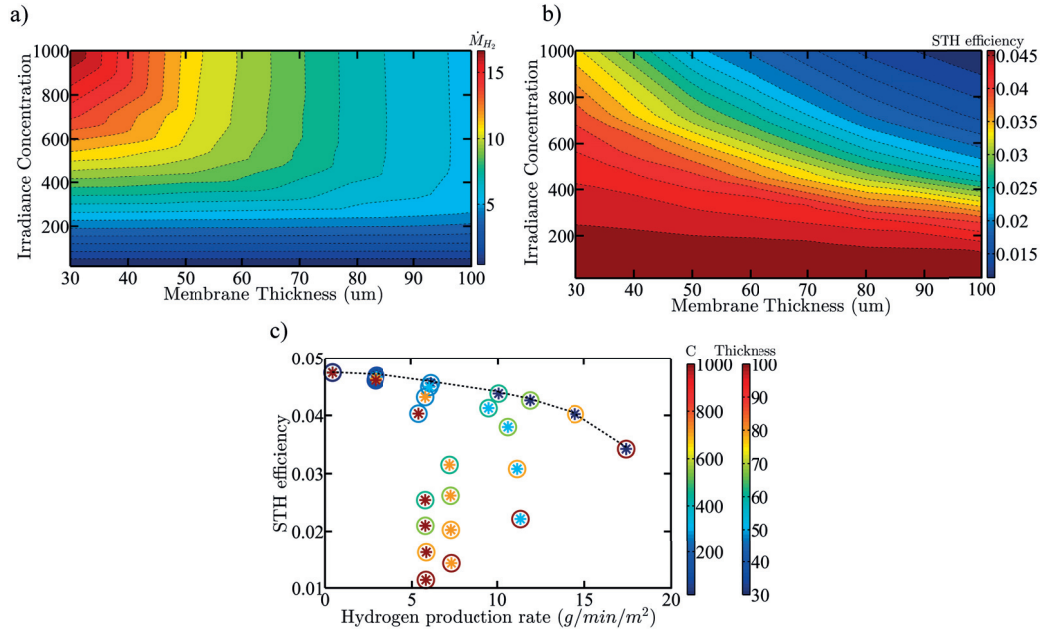 a)
Ṁ_H₂
1000
800
600
400
200
30 40 50 60 70 80 90 100
Membrane Thickness (um)
Irradiance Concentration
15
10
5
b)
STH efficiency
1000
800
600
400
200
30 40 50 60 70 80 90 100
Membrane Thickness (um)
Irradiance Concentration
0.045
0.04
0.035
0.03
0.025
0.02
0.015
c)
0.05
0.04
0.03
0.02
0.01
0 5 10 15 20
Hydrogen production rate (g/min/m²)
STH efficiency
C Thickness
1000
800
600
400
200
100
90
80
70
60
50
40
30